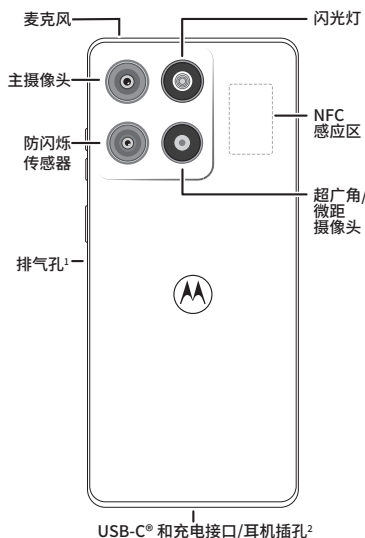 麦克风
闪光灯
主摄像头
NFC
感应区
防闪烁
传感器
超广角/
微距
摄像头
排气孔¹
USB-C® 和充电接口/耳机插孔²